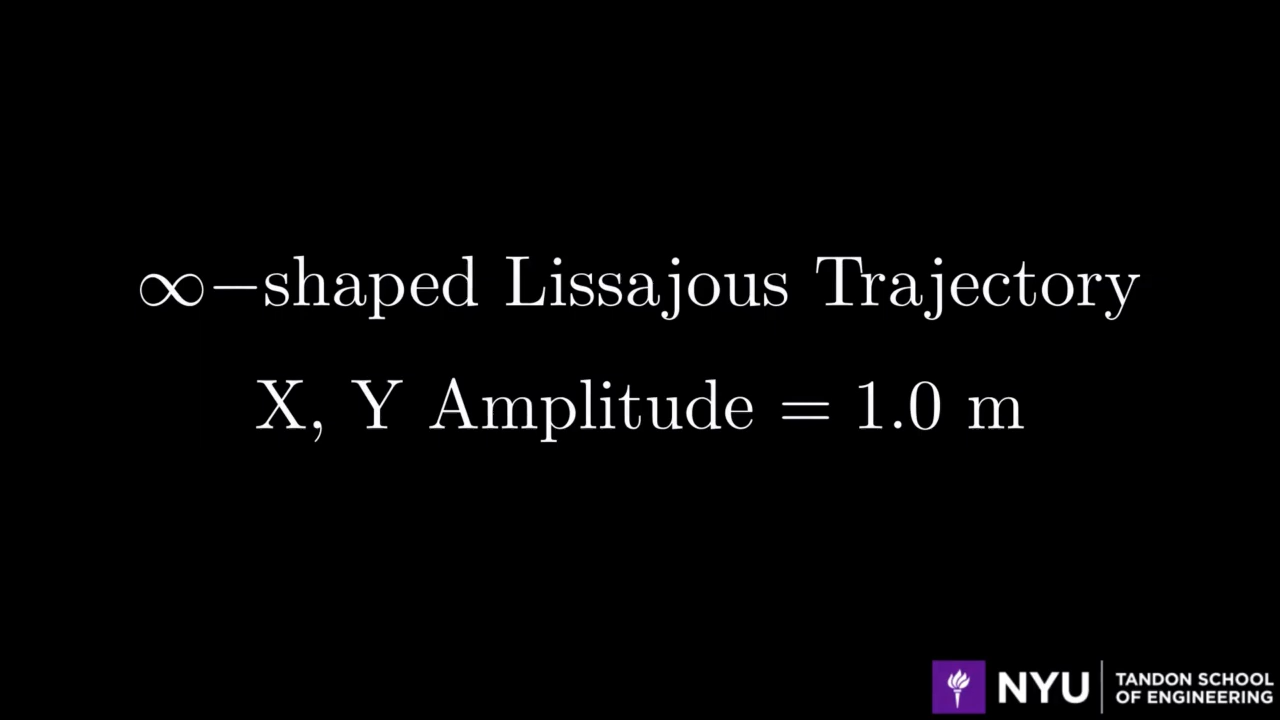 ∞−shaped Lissajous Trajectory
X, Y Amplitude = 1.0 m
NYU
TANDON SCHOOL
OF ENGINEERING